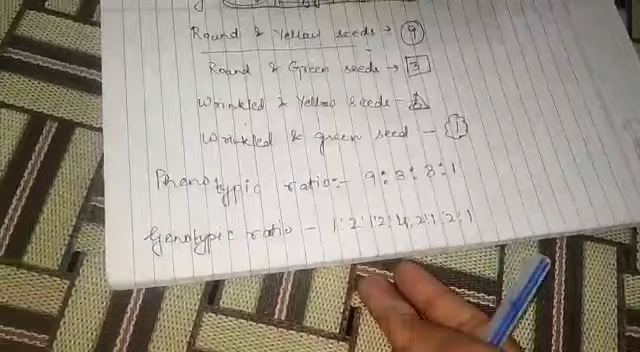 Round & Yellow seeds → 9
Round & Green seeds → 3
Wrinkled & Yellow seeds - 3
Wrinkled & green seed - 1
Phenotypic ratio:- 9:3:3:1
Genotypic ratio - 1:2:1:2:4:2:1:2:1